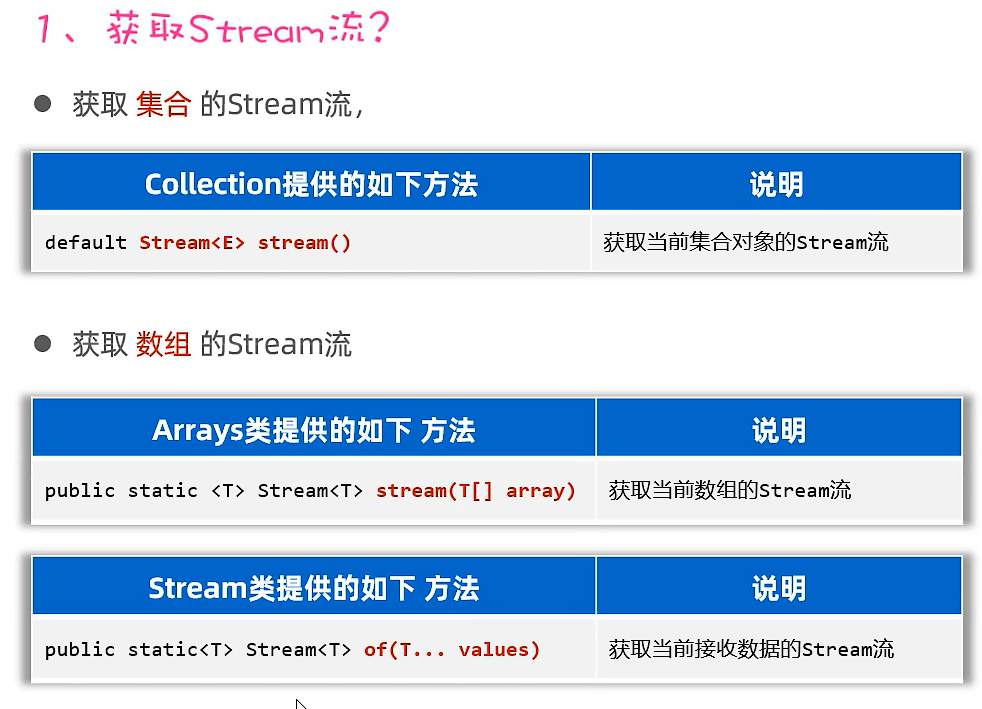 1、获取Stream流？
● 获取 集合 的Stream流，
Collection提供的如下方法 说明
default Stream<E> stream() 获取当前集合对象的Stream流
● 获取 数组 的Stream流
Arrays类提供的如下 方法 说明
public static <T> Stream<T> stream(T[] array) 获取当前数组的Stream流
Stream类提供的如下 方法 说明
public static<T> Stream<T> of(T... values) 获取当前接收数据的Stream流